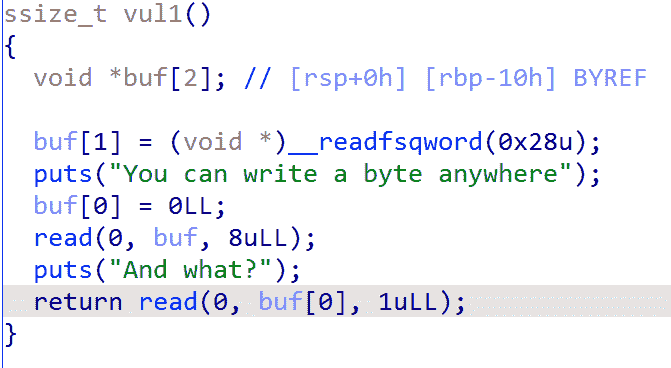 ssize_t vul1()
{
  void *buf[2]; // [rsp+0h] [rbp-10h] BYREF

  buf[1] = (void *)__readfsqword(0x28u);
  puts("You can write a byte anywhere");
  buf[0] = 0LL;
  read(0, buf, 8uLL);
  puts("And what?");
  return read(0, buf[0], 1uLL);
}